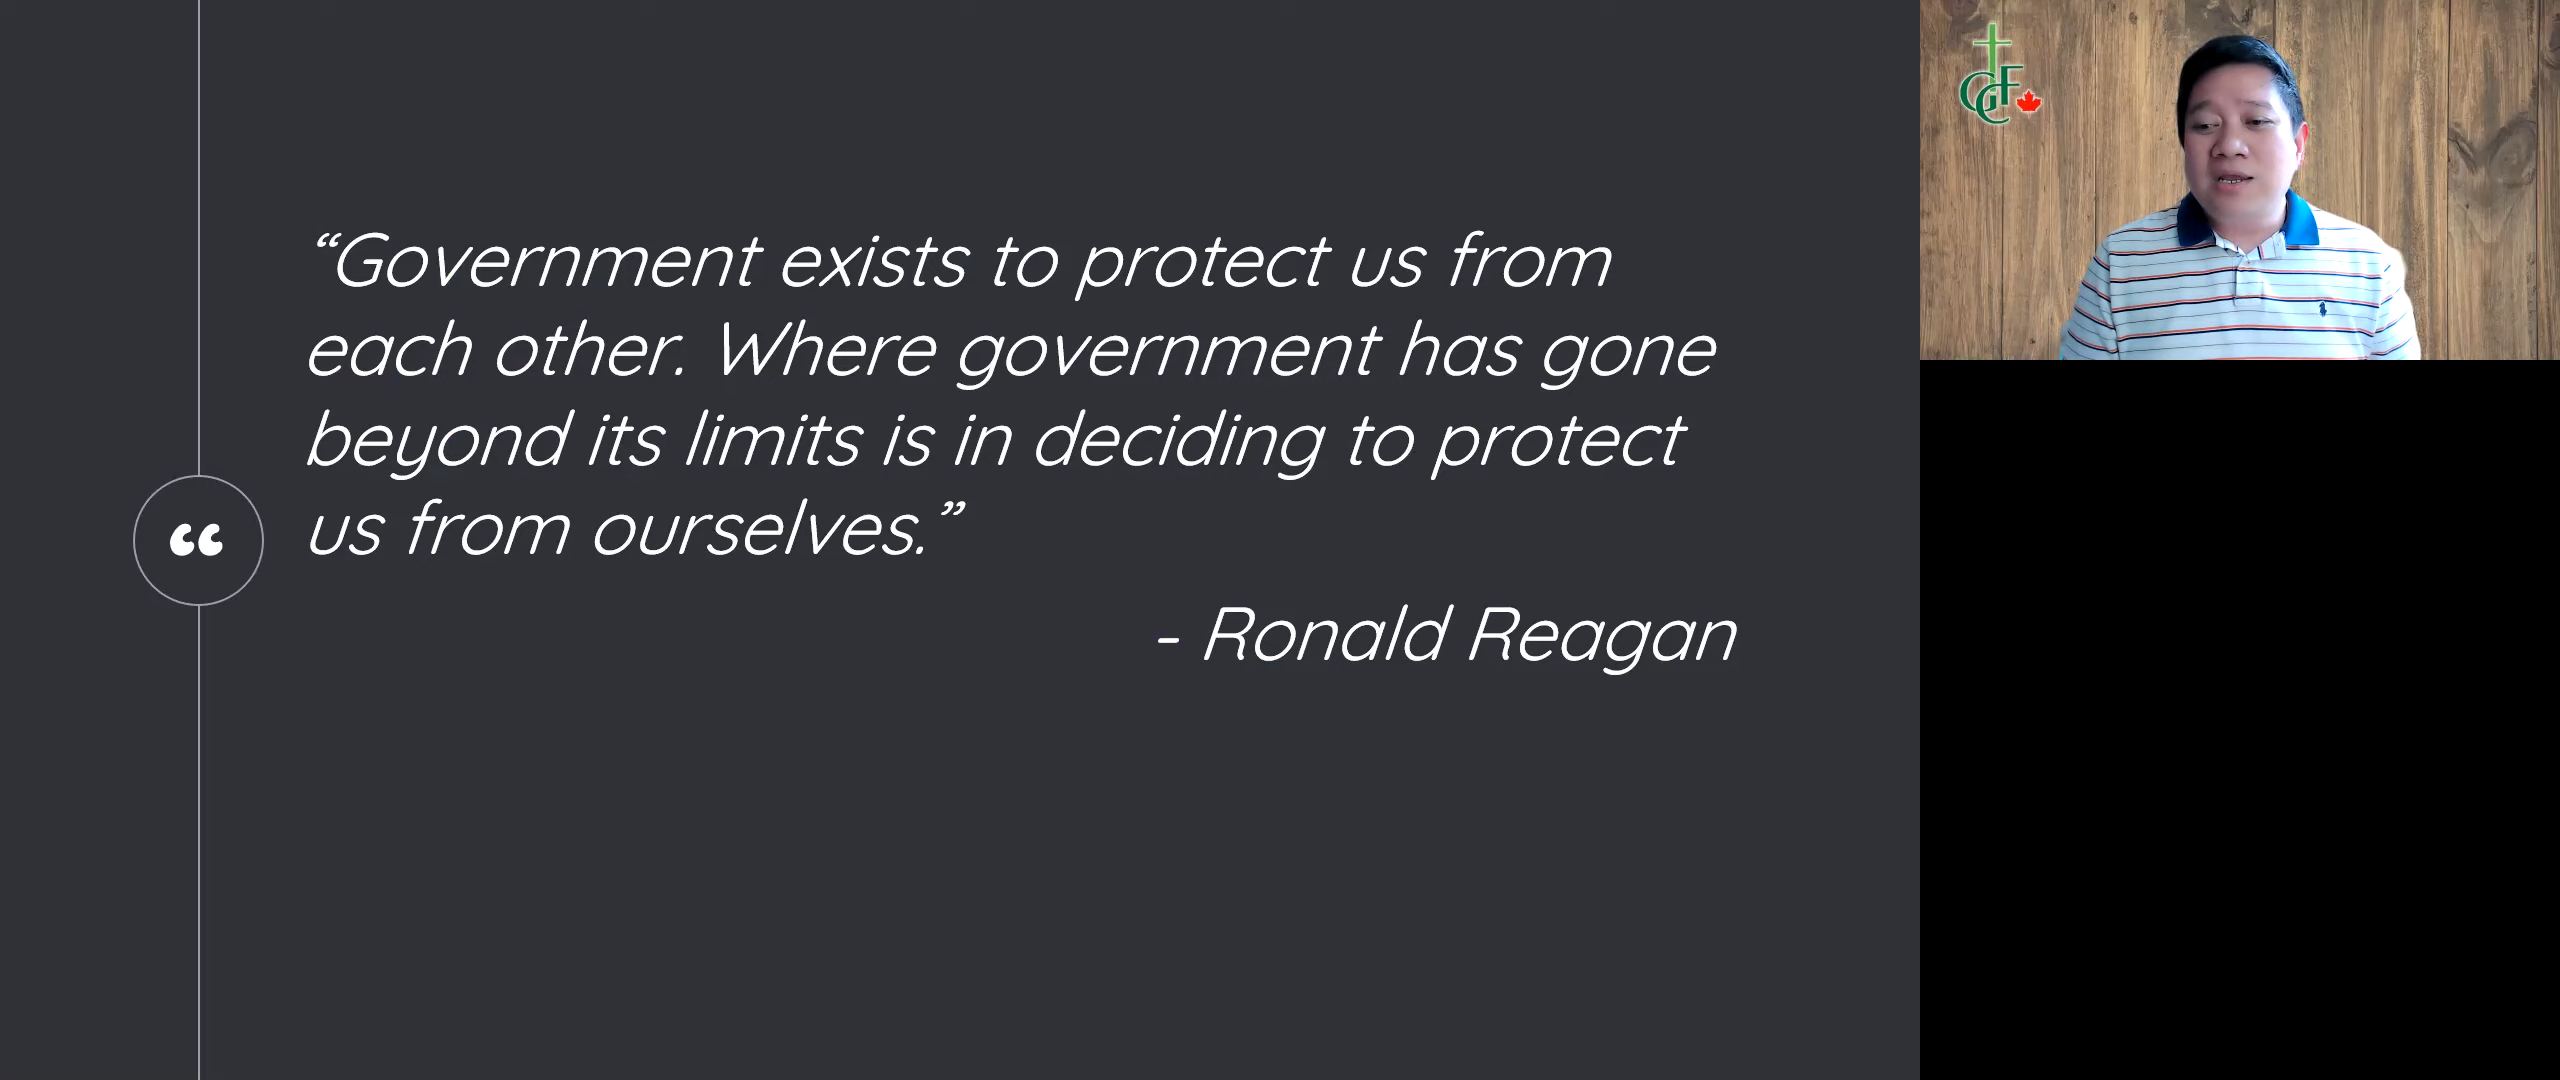 “Government exists to protect us from
each other. Where government has gone
beyond its limits is in deciding to protect
us from ourselves.”
- Ronald Reagan
“
GCF